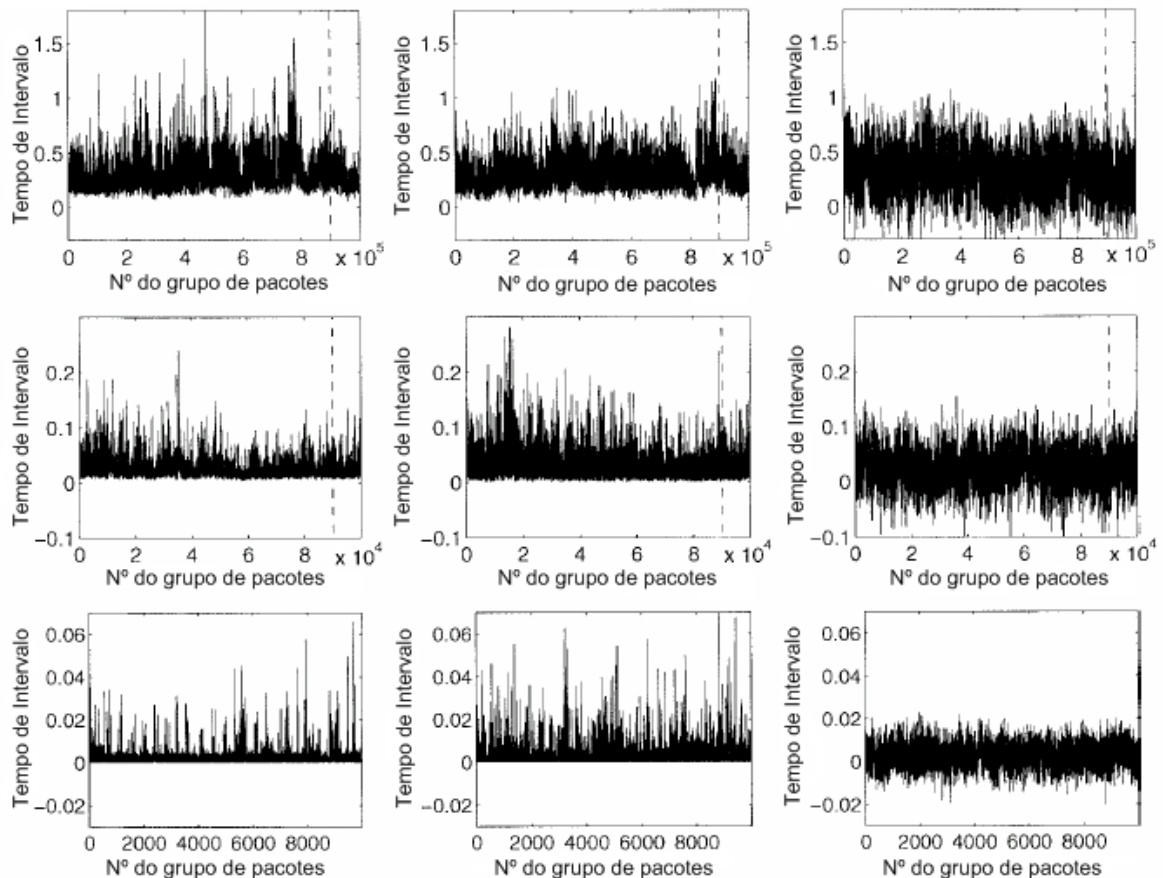 Tempo de Intervalo
1.5
1
0.5
0
0 2 4 6 8 10
x 10⁵
Nº do grupo de pacotes
Tempo de Intervalo
1.5
1
0.5
0
0 2 4 6 8 10
x 10⁵
Nº do grupo de pacotes
Tempo de Intervalo
1.5
1
0.5
0
0 2 4 6 8 10
x 10⁵
Nº do grupo de pacotes
Tempo de Intervalo
0.2
0.1
0
−0.1
0 2 4 6 8 10
x 10⁴
Nº do grupo de pacotes
Tempo de Intervalo
0.2
0.1
0
−0.1
0 2 4 6 8 10
x 10⁴
Nº do grupo de pacotes
Tempo de Intervalo
0.2
0.1
0
−0.1
0 2 4 6 8 10
x 10⁴
Nº do grupo de pacotes
Tempo de Intervalo
0.06
0.04
0.02
0
−0.02
0 2000 4000 6000 8000
Nº do grupo de pacotes
Tempo de Intervalo
0.06
0.04
0.02
0
−0.02
0 2000 4000 6000 8000
Nº do grupo de pacotes
Tempo de Intervalo
0.06
0.04
0.02
0
−0.02
0 2000 4000 6000 8000
Nº do grupo de pacotes